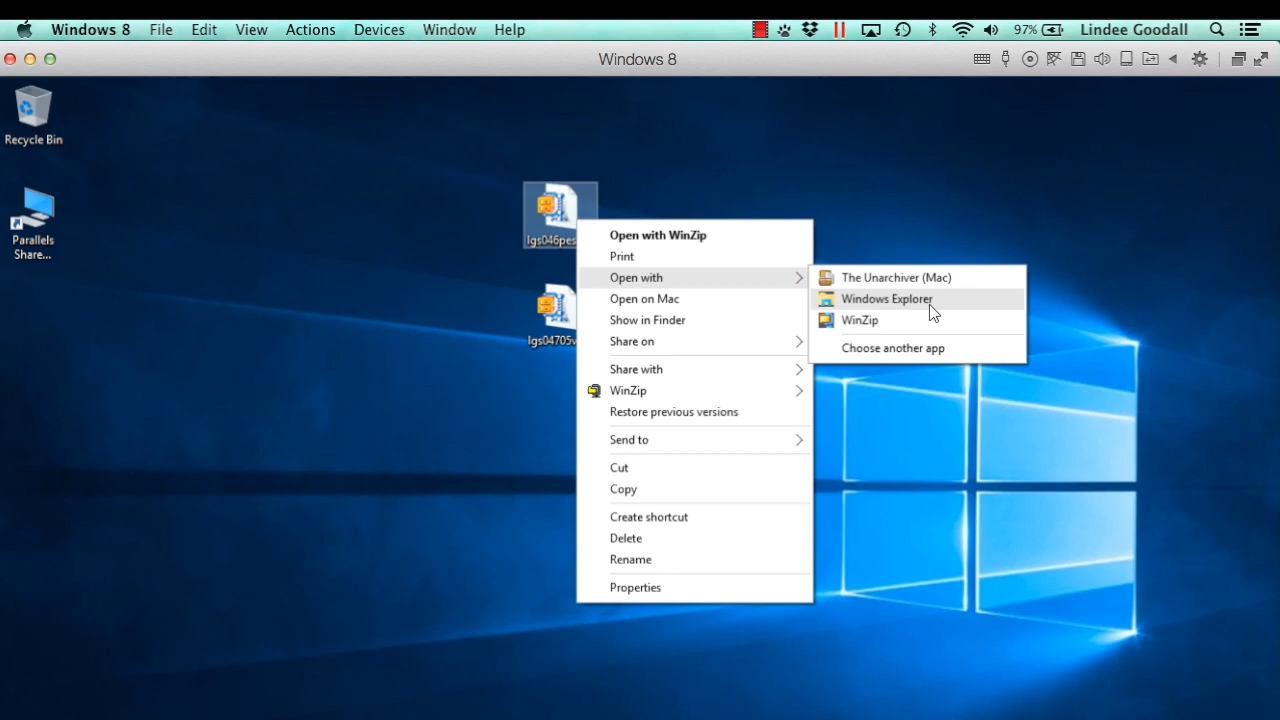 Windows 8 File Edit View Actions Devices Window Help 97% Lindee Goodall
Windows 8
Recycle Bin
Parallels
Share...
lgs046pes
lgs04705v
Open with WinZip
Print
Open with
Open on Mac
Show in Finder
Share on
Share with
WinZip
Restore previous versions
Send to
Cut
Copy
Create shortcut
Delete
Rename
Properties
The Unarchiver (Mac)
Windows Explorer
WinZip
Choose another app